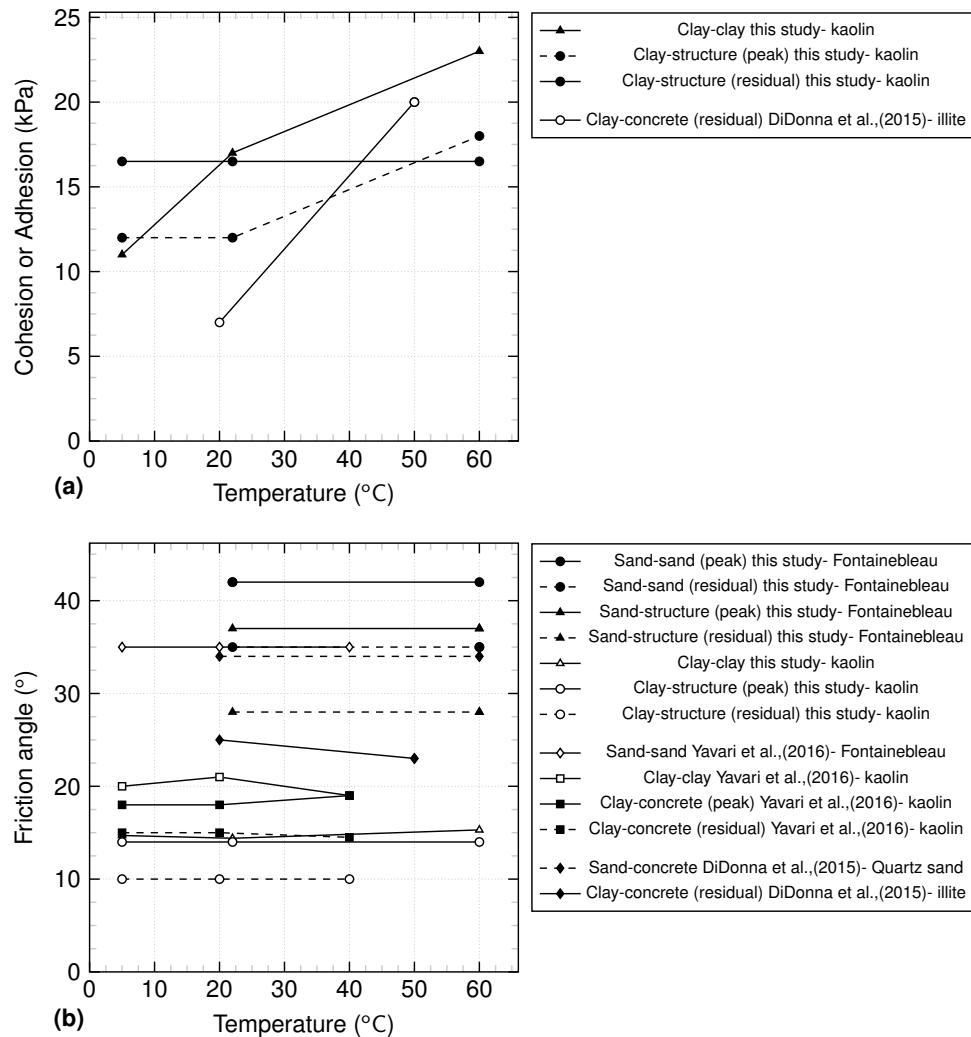 25
20
15
10
5
0
Cohesion or Adhesion (kPa)
0 10 20 30 40 50 60
(a)
Temperature (°C)
Clay-clay this study- kaolin
Clay-structure (peak) this study- kaolin
Clay-structure (residual) this study- kaolin
Clay-concrete (residual) DiDonna et al.,(2015)- illite
40
30
20
10
0
Friction angle (°)
0 10 20 30 40 50 60
(b)
Temperature (°C)
Sand-sand (peak) this study- Fontainebleau
Sand-sand (residual) this study- Fontainebleau
Sand-structure (peak) this study- Fontainebleau
Sand-structure (residual) this study- Fontainebleau
Clay-clay this study- kaolin
Clay-structure (peak) this study- kaolin
Clay-structure (residual) this study- kaolin
Sand-sand Yavari et al.,(2016)- Fontainebleau
Clay-clay Yavari et al.,(2016)- kaolin
Clay-concrete (peak) Yavari et al.,(2016)- kaolin
Clay-concrete (residual) Yavari et al.,(2016)- kaolin
Sand-concrete DiDonna et al.,(2015)- Quartz sand
Clay-concrete (residual) DiDonna et al.,(2015)- illite